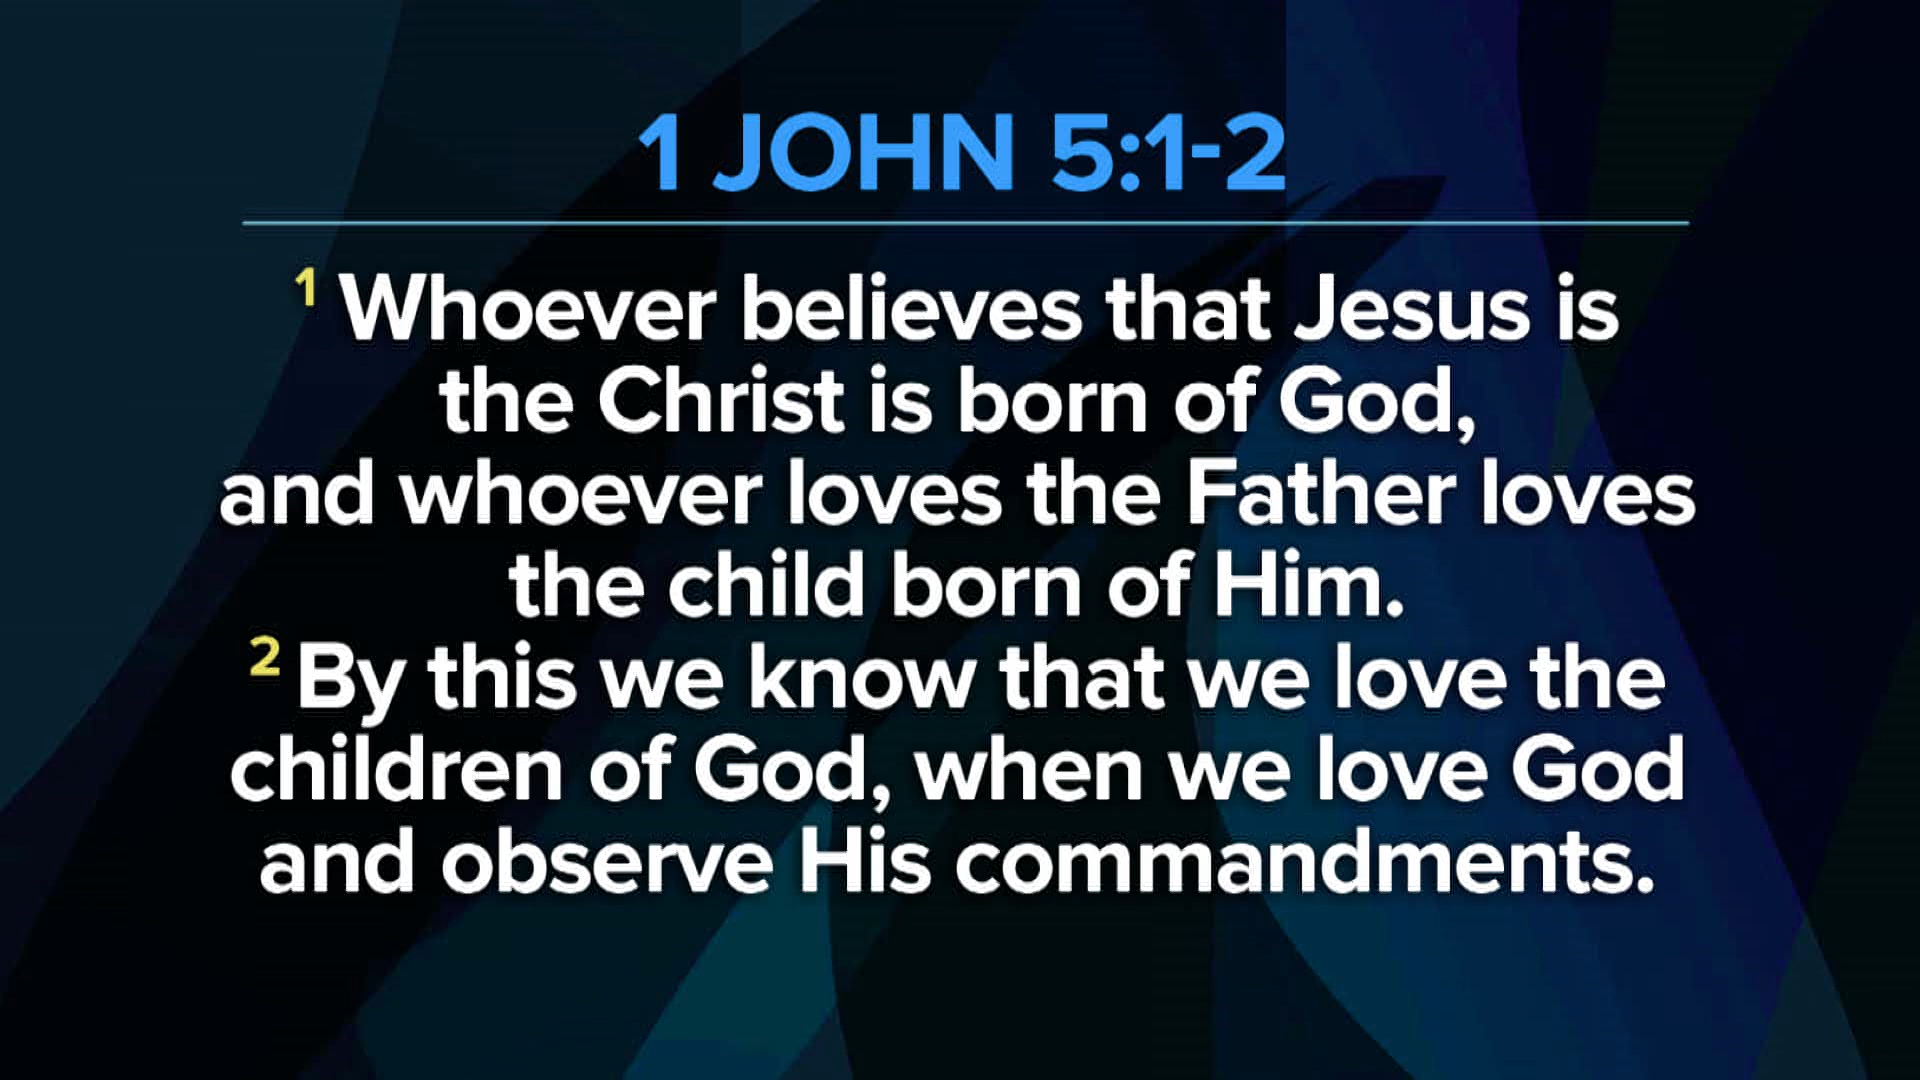 1 JOHN 5:1-2
1 Whoever believes that Jesus is
the Christ is born of God,
and whoever loves the Father loves
the child born of Him.
2 By this we know that we love the
children of God, when we love God
and observe His commandments.